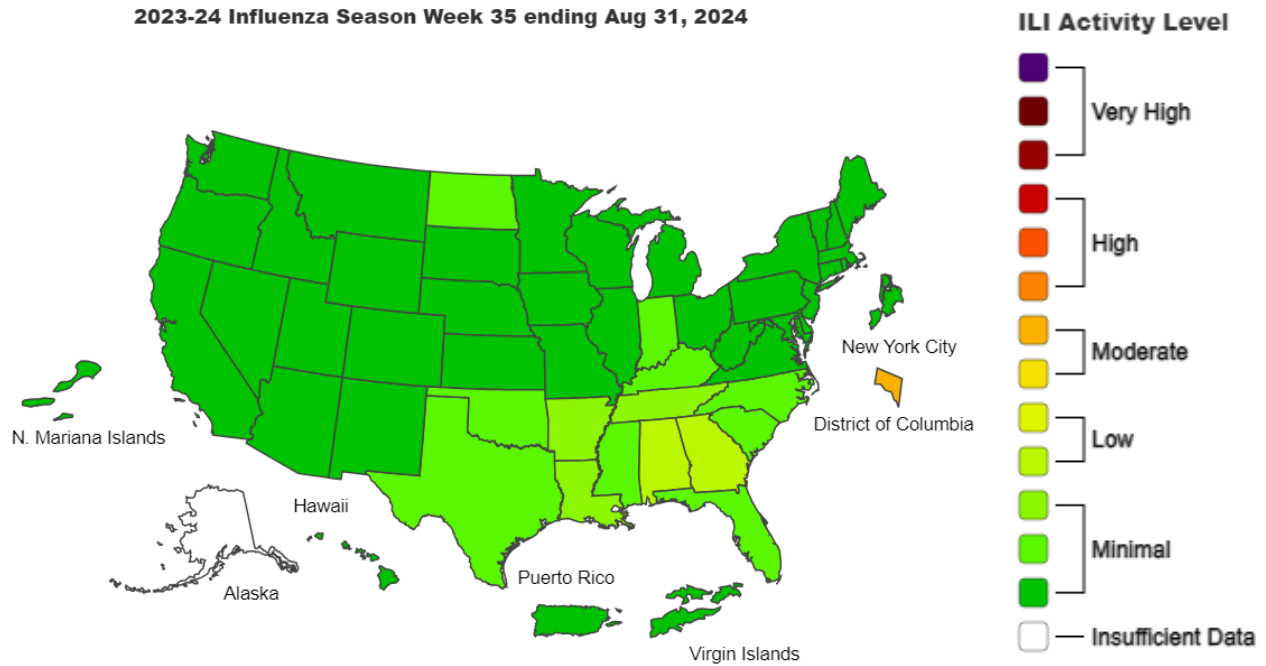 2023-24 Influenza Season Week 35 ending Aug 31, 2024
ILI Activity Level
Very High
High
Moderate
Low
Minimal
Insufficient Data
New York City
District of Columbia
N. Mariana Islands
Hawaii
Alaska
Puerto Rico
Virgin Islands